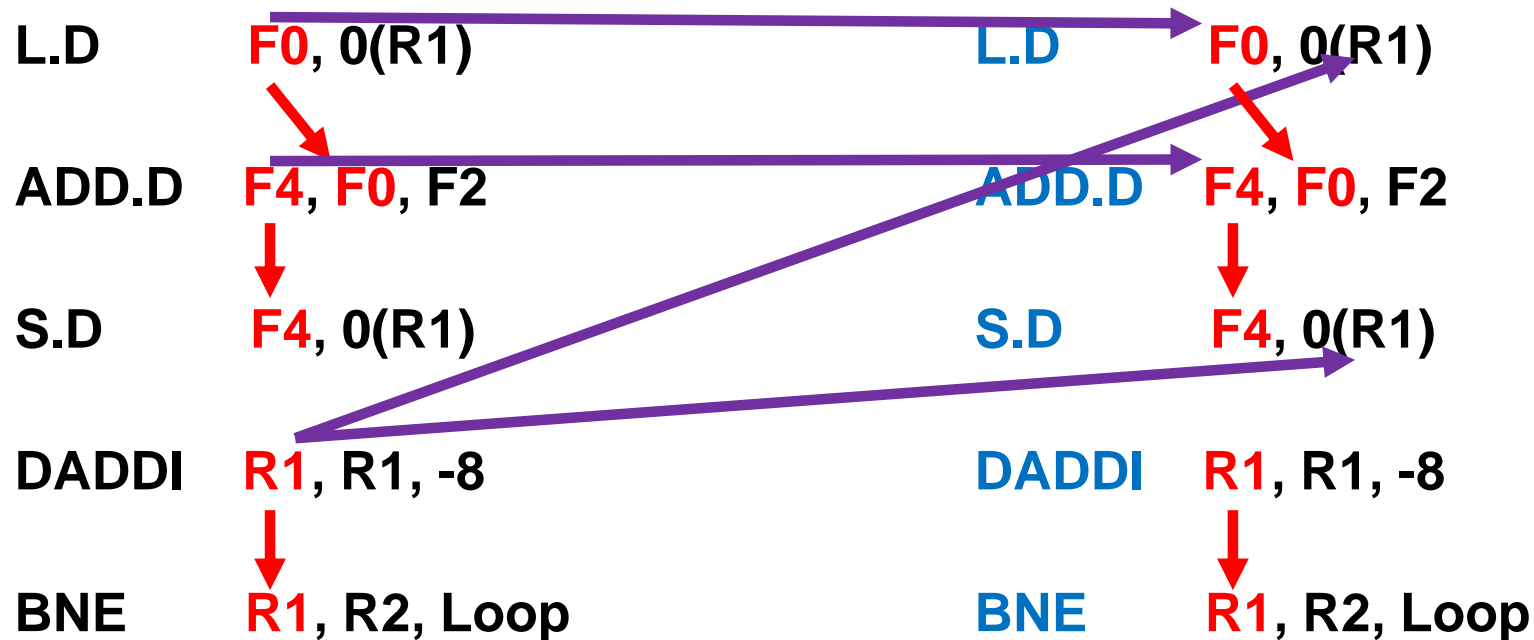 L.D F0, 0(R1) L.D F0, 0(R1)
ADD.D F4, F0, F2 ADD.D F4, F0, F2
S.D F4, 0(R1) S.D F4, 0(R1)
DADDI R1, R1, -8 DADDI R1, R1, -8
BNE R1, R2, Loop BNE R1, R2, Loop